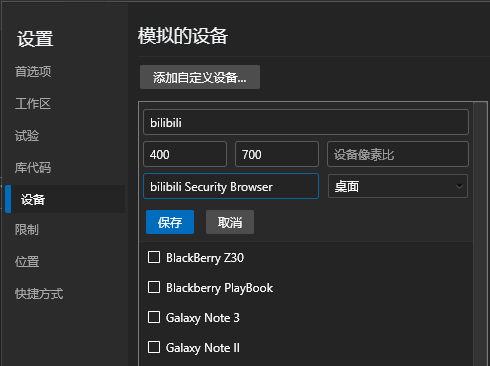 设置
首选项
工作区
试验
库代码
设备
限制
位置
快捷方式
模拟的设备
添加自定义设备...
bilibili
400 700 设备像素比
bilibili Security Browser 桌面
保存 取消
BlackBerry Z30
Blackberry PlayBook
Galaxy Note 3
Galaxy Note II